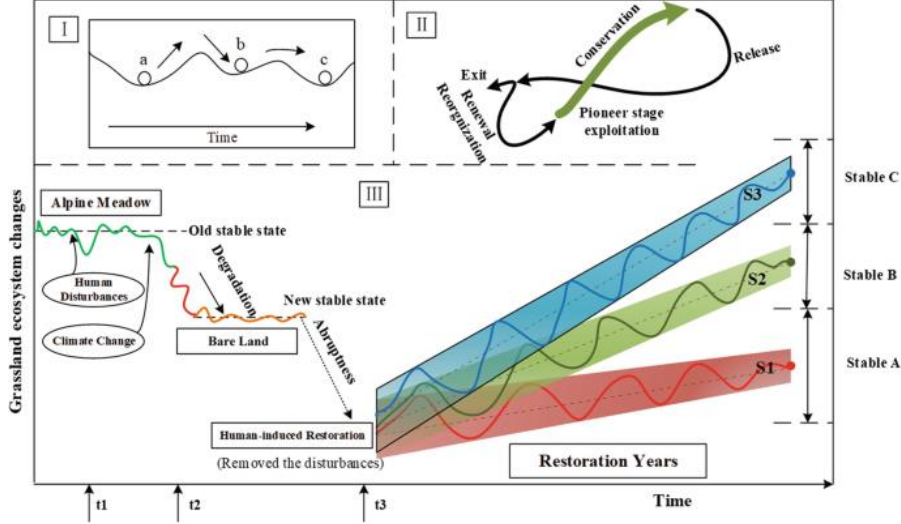 I
a
b
c
Time
II
Conservation
Release
Exit
Renewal
Reorgnization
Pioneer stage
exploitation
III
Grassland ecosystem changes
Alpine Meadow
Old stable state
Human
Disturbances
Climate Change
Degradation
New stable state
Bare Land
Abruptness
Human-induced Restoration
(Removed the disturbances)
S3
S2
S1
Stable C
Stable B
Stable A
Restoration Years
t1
t2
t3
Time